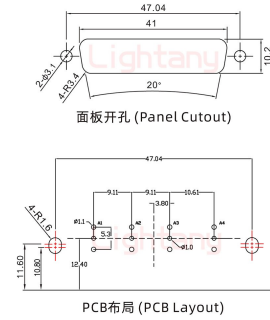 47.04
41
Lightany
10.2
2-φ3.1
4-R3.4
20°
面板开孔 (Panel Cutout)
47.04
4-R1.6
9.11
9.11
10.61
3.80
ø1.1
A1
A2
A3
A4
5.3
ø1.0
Lightany
11.60
10.80
12.40
PCB布局 (PCB Layout)